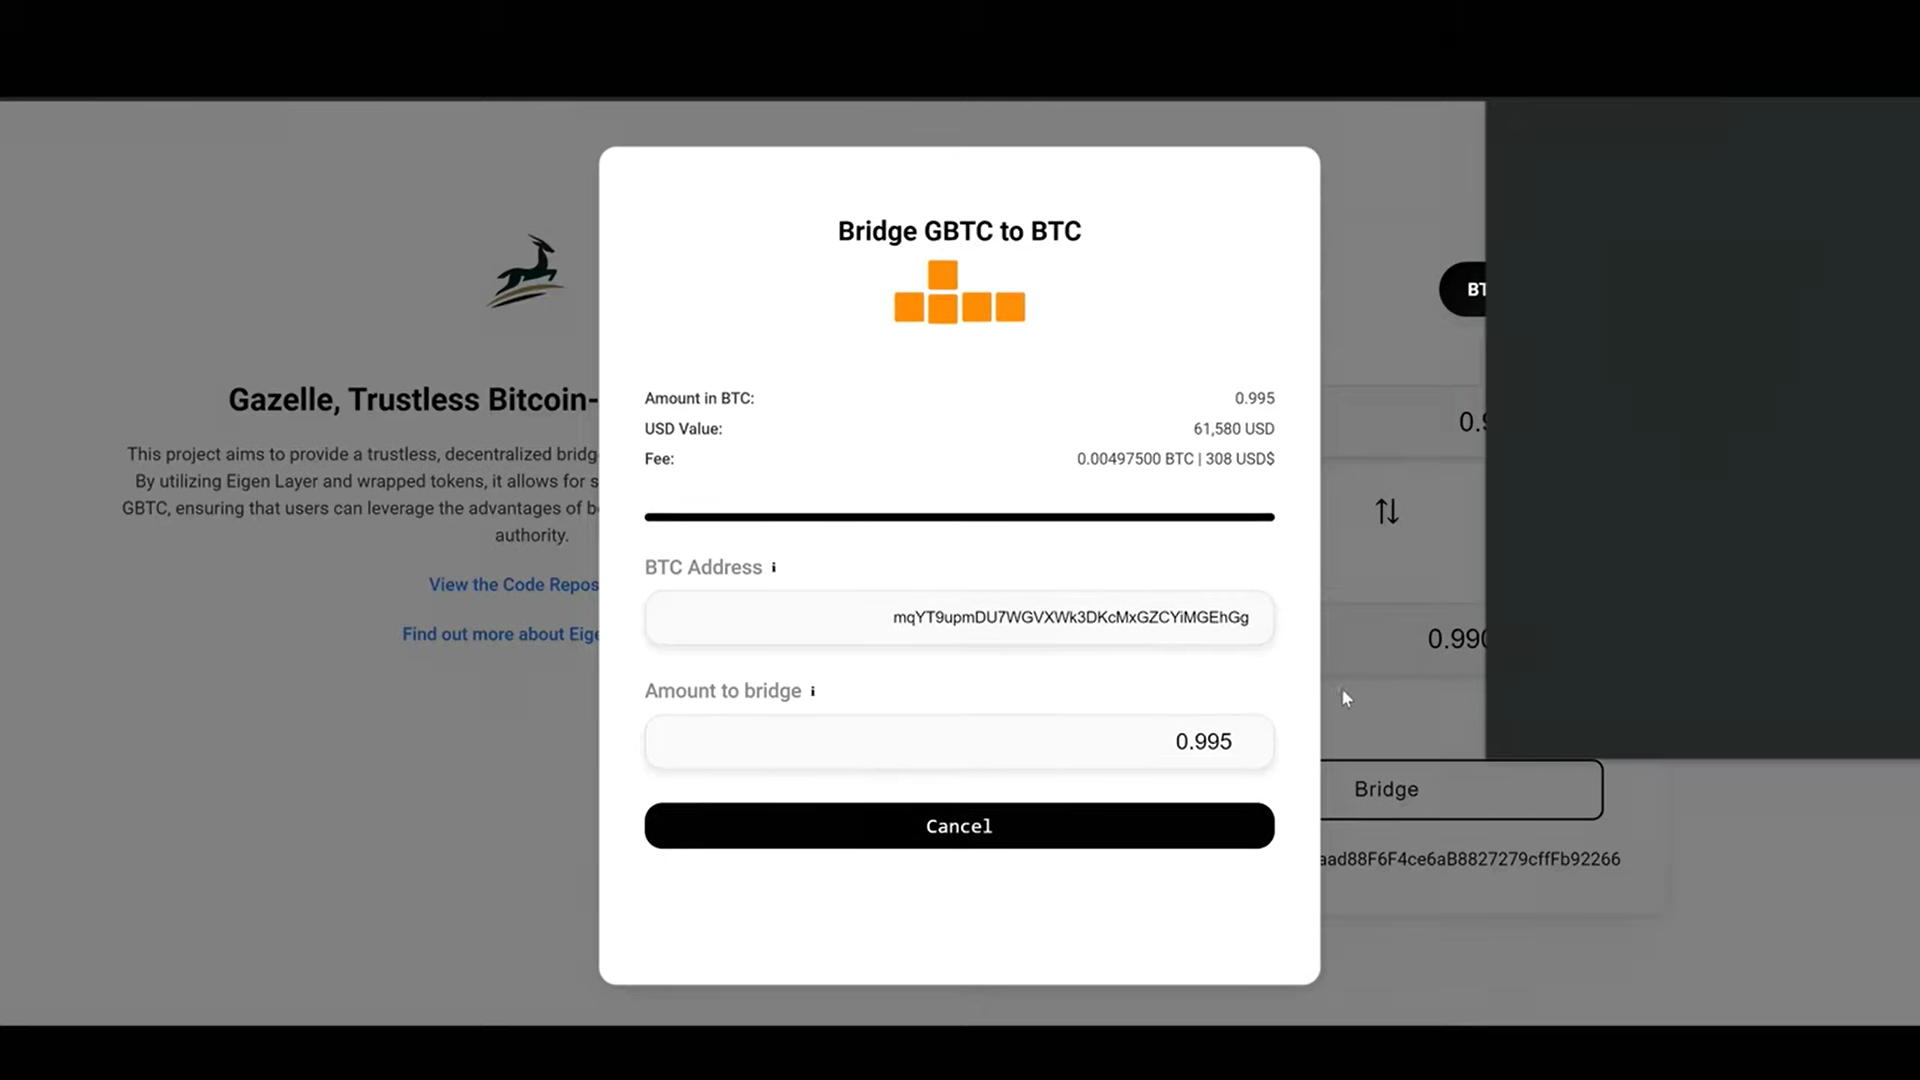 Bridge GBTC to BTC
Amount in BTC: 0.995
USD Value: 61,580 USD
Fee: 0.00497500 BTC | 308 USD$
BTC Address i
mqYT9upmDU7WGVXWk3DKcMxGZCYiMGEhGg
Amount to bridge i
0.995
Cancel
Gazelle, Trustless Bitcoin-
This project aims to provide a trustless, decentralized bridg
By utilizing Eigen Layer and wrapped tokens, it allows for s
GBTC, ensuring that users can leverage the advantages of b
authority.
View the Code Repos
Find out more about Eige
BT
0.9
0.990
Bridge
aad88F6F4ce6aB8827279cffFb92266